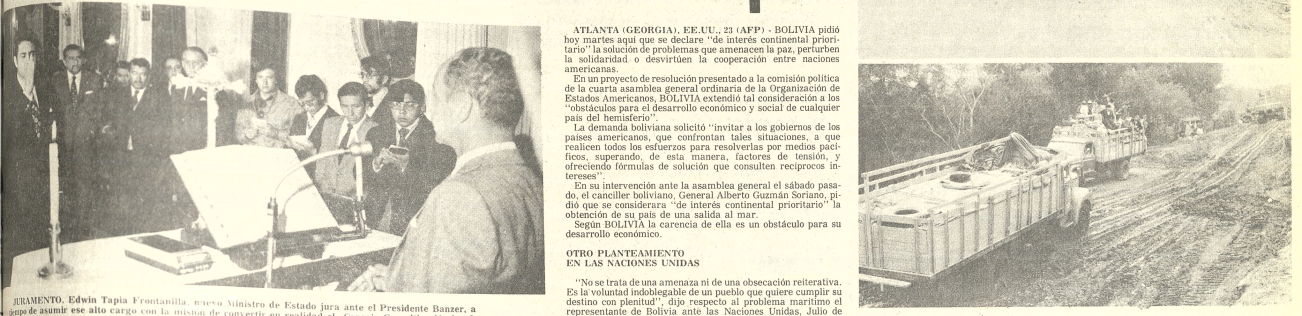 JURAMENTO. Edwin Tapia Frontanilla, nuevo Ministro de Estado jura ante el Presidente Banzer, a
tiempo de asumir ese alto cargo con la misión de convertir en realidad el
ATLANTA (GEORGIA), EE.UU., 23 (AFP) - BOLIVIA pidió
hoy martes aquí que se declare "de interés continental priori-
tario" la solución de problemas que amenacen la paz, perturben
la solidaridad o desvirtúen la cooperación entre naciones
americanas.
En un proyecto de resolución presentado a la comisión política
de la cuarta asamblea general ordinaria de la Organización de
Estados Americanos, BOLIVIA extendió tal consideración a los
"obstáculos para el desarrollo económico y social de cualquier
país del hemisferio".
La demanda boliviana solicitó "invitar a los gobiernos de los
países americanos, que confrontan tales situaciones, a que
realicen todos los esfuerzos para resolverlas por medios pací-
ficos, superando, de esta manera, factores de tensión, y
ofreciendo fórmulas de solución que consulten recíprocos in-
tereses".
En su intervención ante la asamblea general el sábado pasa-
do, el canciller boliviano, General Alberto Guzmán Soriano, pi-
dió que se considerara "de interés continental prioritario" la
obtención de su país de una salida al mar.
Según BOLIVIA la carencia de ella es un obstáculo para su
desarrollo económico.
OTRO PLANTEAMIENTO
EN LAS NACIONES UNIDAS
"No se trata de una amenaza ni de una obsecación reiterativa.
Es la voluntad indoblegable de un pueblo que quiere cumplir su
destino con plenitud", dijo respecto al problema marítimo el
representante de Bolivia ante las Naciones Unidas, Julio de